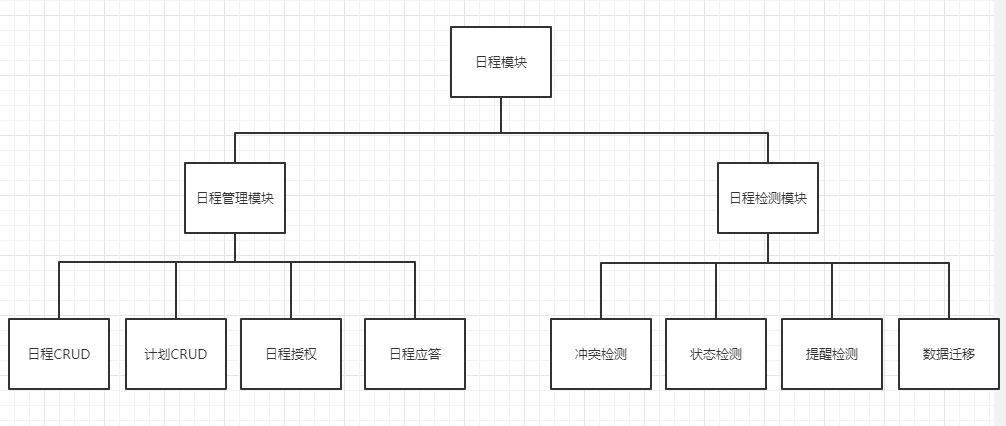 日程模块
日程管理模块
日程检测模块
日程CRUD
计划CRUD
日程授权
日程应答
冲突检测
状态检测
提醒检测
数据迁移